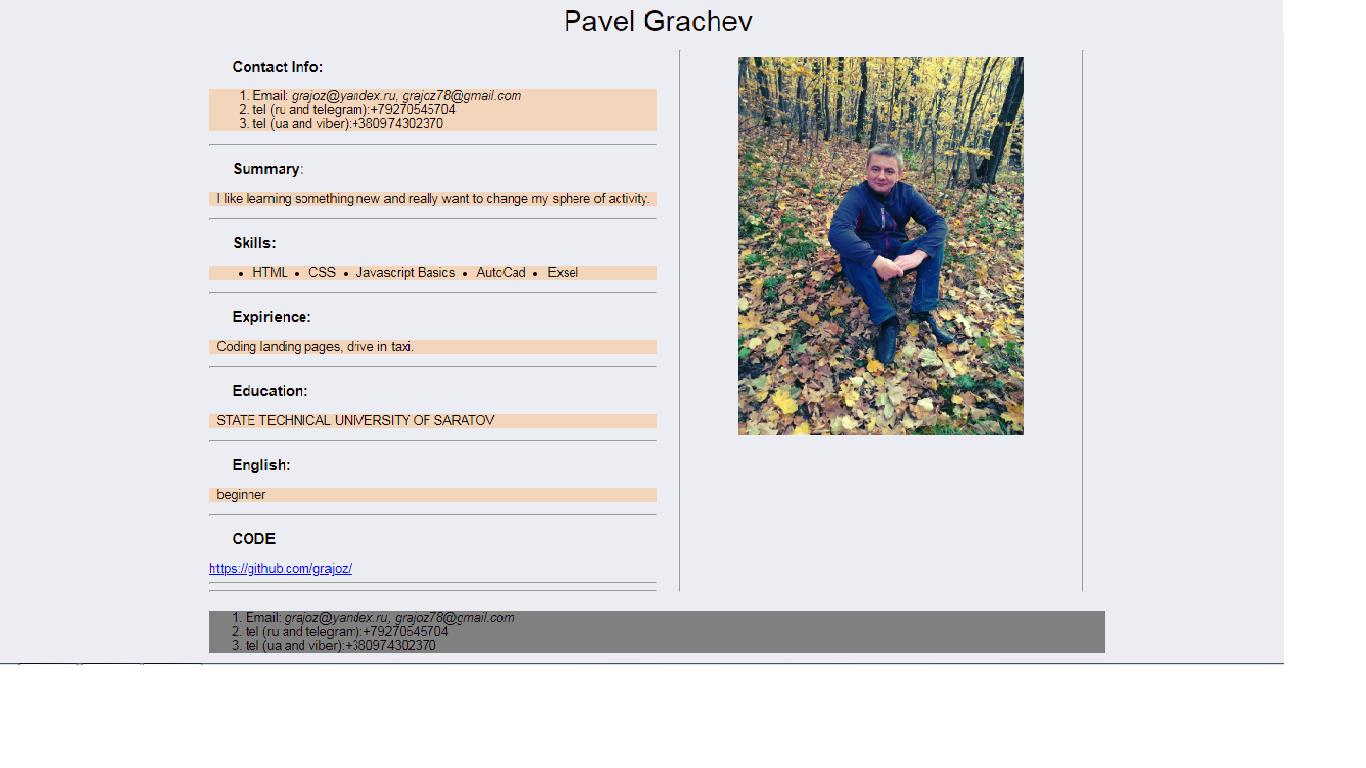 Pavel Grachev
Contact Info:
1. Email: grajoz@yandex.ru, grajoz78@gmail.com
2. tel (ru and telegram):+79270545704
3. tel (ua and viber):+380974302370
Summary:
I like learning something new and really want to change my sphere of activity.
Skills:
• HTML • CSS • Javascript Basics • AutoCad • Exsel
Expirience:
Coding landing pages, drive in taxi.
Education:
STATE TECHNICAL UNIVERSITY OF SARATOV
English:
beginner
CODE
https://github.com/grajoz/
1. Email: grajoz@yandex.ru, grajoz78@gmail.com
2. tel (ru and telegram):+79270545704
3. tel (ua and viber):+380974302370